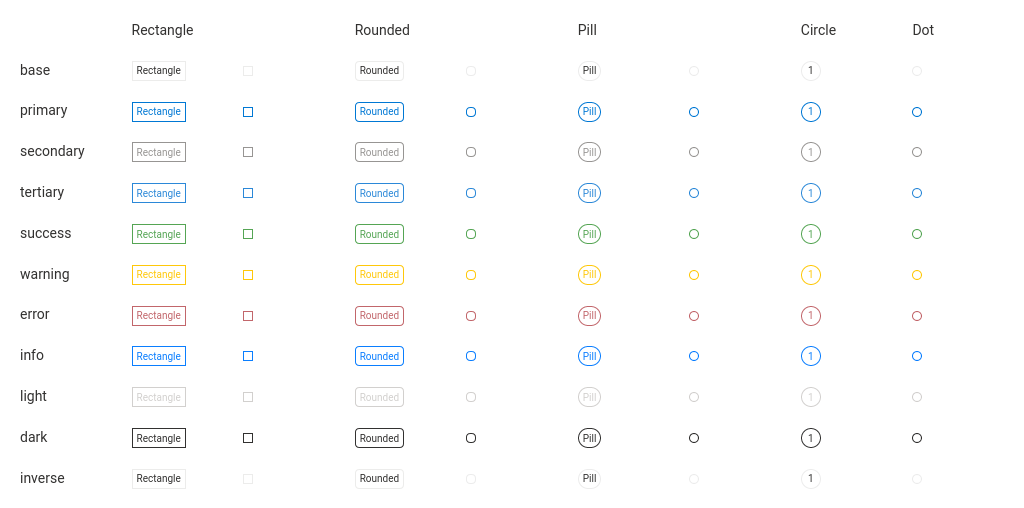 Rectangle Rounded Pill Circle Dot
base Rectangle Rounded Pill 1
primary Rectangle Rounded Pill 1
secondary Rectangle Rounded Pill 1
tertiary Rectangle Rounded Pill 1
success Rectangle Rounded Pill 1
warning Rectangle Rounded Pill 1
error Rectangle Rounded Pill 1
info Rectangle Rounded Pill 1
light Rectangle Rounded Pill 1
dark Rectangle Rounded Pill 1
inverse Rectangle Rounded Pill 1